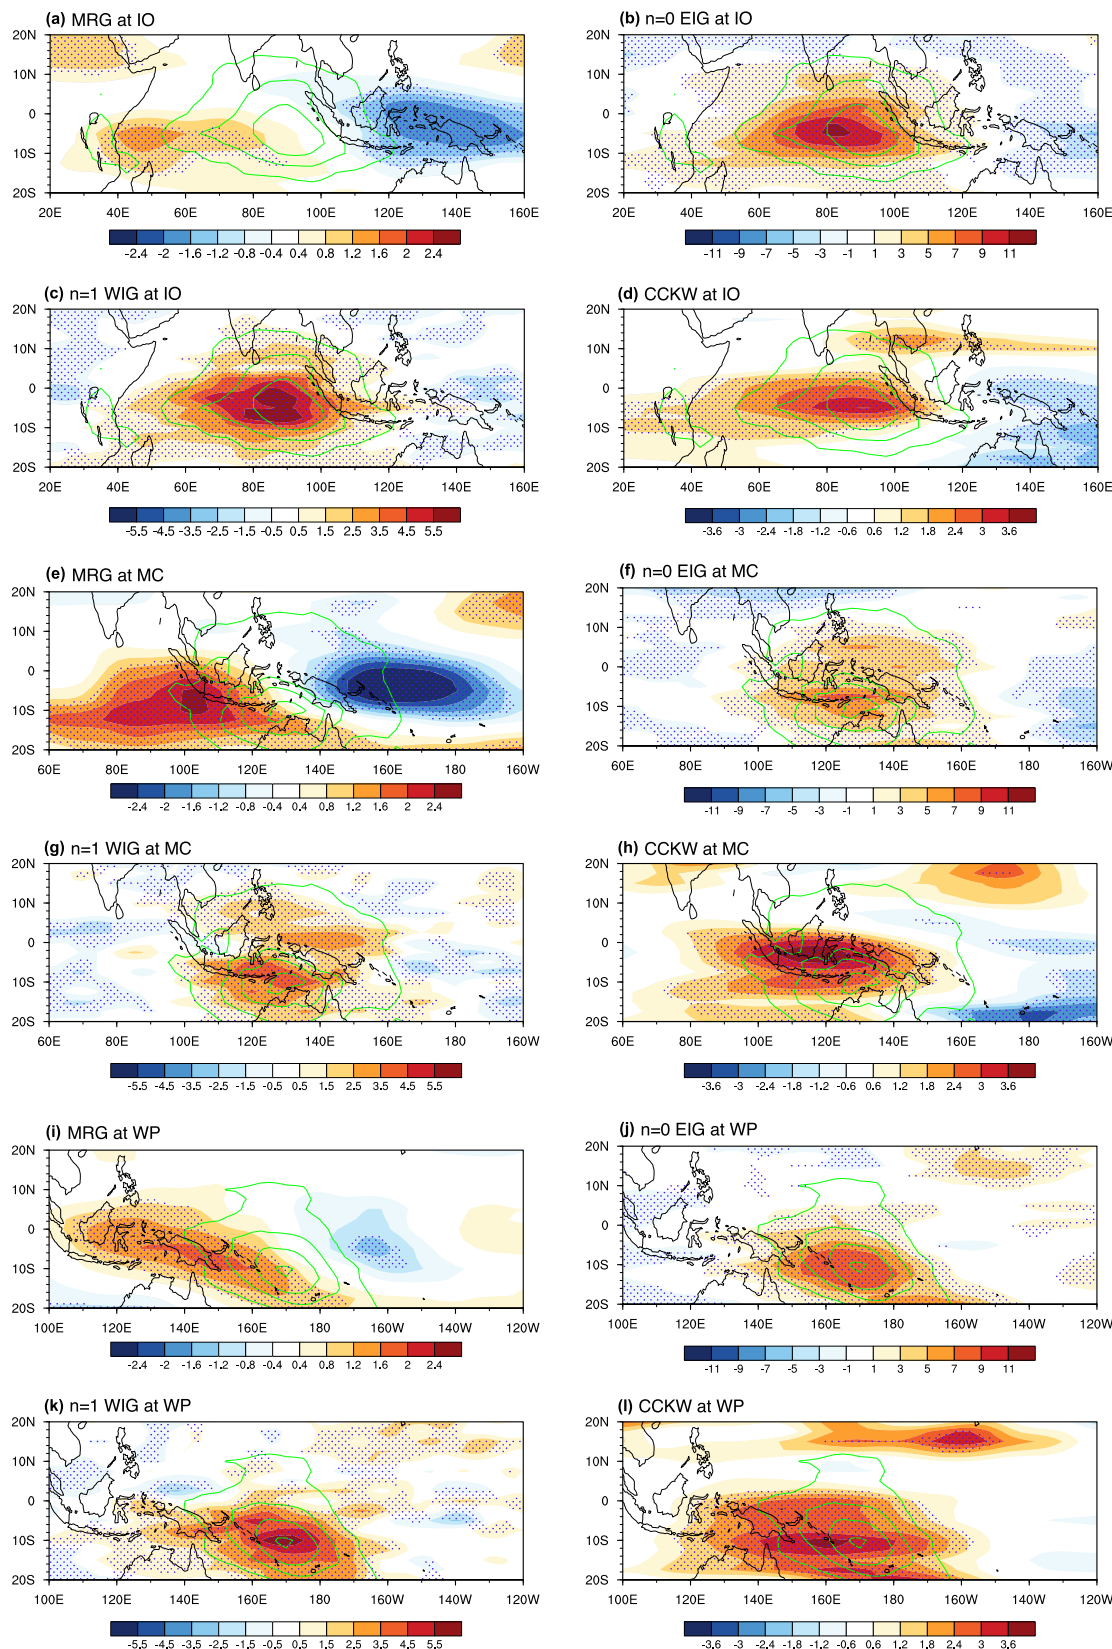 (a) MRG at IO
20N
10N
0
10S
20S
20E 40E 60E 80E 100E 120E 140E 160E
-2.4 -2 -1.6 -1.2 -0.8 -0.4 0.4 0.8 1.2 1.6 2 2.4
(b) n=0 EIG at IO
20N
10N
0
10S
20S
20E 40E 60E 80E 100E 120E 140E 160E
-11 -9 -7 -5 -3 -1 1 3 5 7 9 11
(c) n=1 WIG at IO
20N
10N
0
10S
20S
20E 40E 60E 80E 100E 120E 140E 160E
-5.5 -4.5 -3.5 -2.5 -1.5 -0.5 0.5 1.5 2.5 3.5 4.5 5.5
(d) CCKW at IO
20N
10N
0
10S
20S
20E 40E 60E 80E 100E 120E 140E 160E
-3.6 -3 -2.4 -1.8 -1.2 -0.6 0.6 1.2 1.8 2.4 3 3.6
(e) MRG at MC
20N
10N
0
10S
20S
60E 80E 100E 120E 140E 160E 180 160W
-2.4 -2 -1.6 -1.2 -0.8 -0.4 0.4 0.8 1.2 1.6 2 2.4
(f) n=0 EIG at MC
20N
10N
0
10S
20S
60E 80E 100E 120E 140E 160E 180 160W
-11 -9 -7 -5 -3 -1 1 3 5 7 9 11
(g) n=1 WIG at MC
20N
10N
0
10S
20S
60E 80E 100E 120E 140E 160E 180 160W
-5.5 -4.5 -3.5 -2.5 -1.5 -0.5 0.5 1.5 2.5 3.5 4.5 5.5
(h) CCKW at MC
20N
10N
0
10S
20S
60E 80E 100E 120E 140E 160E 180 160W
-3.6 -3 -2.4 -1.8 -1.2 -0.6 0.6 1.2 1.8 2.4 3 3.6
(i) MRG at WP
20N
10N
0
10S
20S
100E 120E 140E 160E 180 160W 140W 120W
-2.4 -2 -1.6 -1.2 -0.8 -0.4 0.4 0.8 1.2 1.6 2 2.4
(j) n=0 EIG at WP
20N
10N
0
10S
20S
100E 120E 140E 160E 180 160W 140W 120W
-11 -9 -7 -5 -3 -1 1 3 5 7 9 11
(k) n=1 WIG at WP
20N
10N
0
10S
20S
100E 120E 140E 160E 180 160W 140W 120W
-5.5 -4.5 -3.5 -2.5 -1.5 -0.5 0.5 1.5 2.5 3.5 4.5 5.5
(l) CCKW at WP
20N
10N
0
10S
20S
100E 120E 140E 160E 180 160W 140W 120W
-3.6 -3 -2.4 -1.8 -1.2 -0.6 0.6 1.2 1.8 2.4 3 3.6